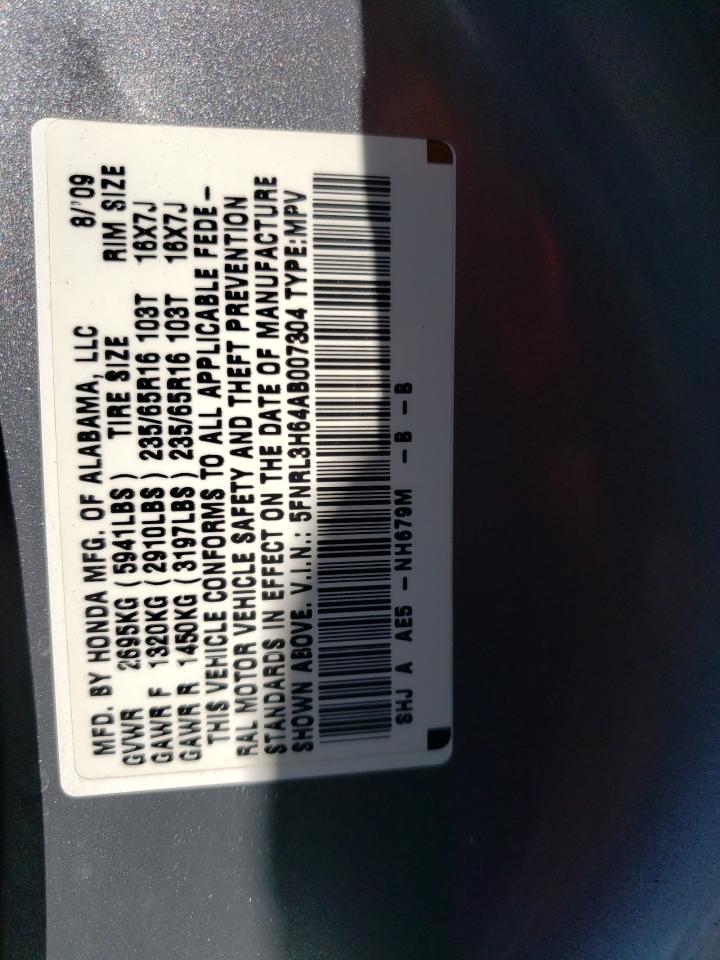 MFD. BY HONDA MFG. OF ALABAMA, LLC 8/'09
GVWR 2695KG (5941LBS) TIRE SIZE RIM SIZE
GAWR F 1320KG (2910LBS) 235/65R16 103T 16X7J
GAWR R 1450KG (3197LBS) 235/65R16 103T 16X7J
THIS VEHICLE CONFORMS TO ALL APPLICABLE FEDE-
RAL MOTOR VEHICLE SAFETY AND THEFT PREVENTION
STANDARDS IN EFFECT ON THE DATE OF MANUFACTURE
SHOWN ABOVE. V.I.N.: 5FNRL3H64AB007304 TYPE:MPV
SHJ A AE5 -NH679M -B -B